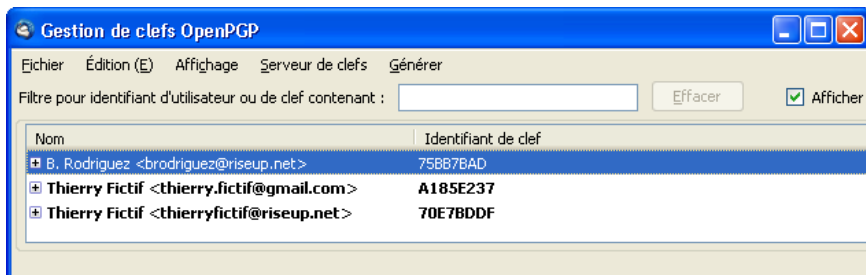 Gestion de clefs OpenPGP
Fichier Édition (E) Affichage Serveur de clefs Générer
Filtre pour identifiant d'utilisateur ou de clef contenant : Effacer Afficher
Nom Identifiant de clef
B. Rodriguez <brodriguez@riseup.net> 75BB7BAD
Thierry Fictif <thierry.fictif@gmail.com> A185E237
Thierry Fictif <thierryfictif@riseup.net> 70E7BDDF